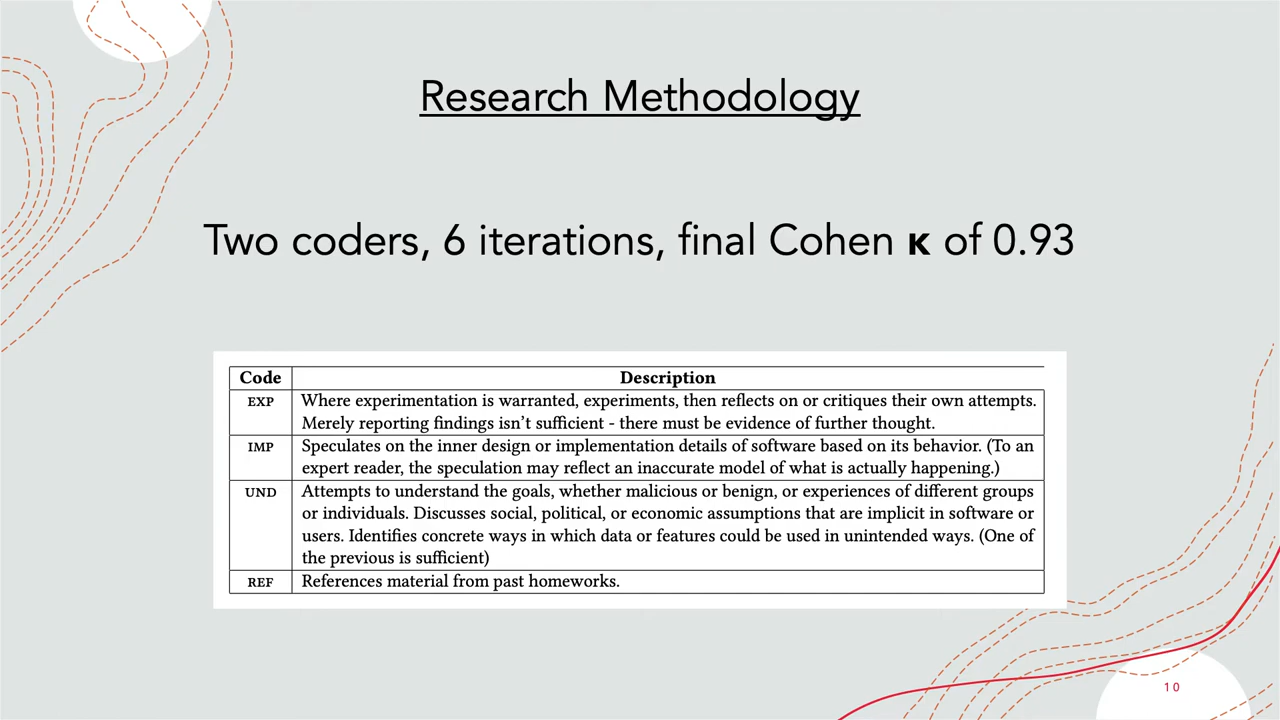 Research Methodology
Two coders, 6 iterations, final Cohen κ of 0.93
Code Description
EXP Where experimentation is warranted, experiments, then reflects on or critiques their own attempts.
Merely reporting findings isn’t sufficient - there must be evidence of further thought.
IMP Speculates on the inner design or implementation details of software based on its behavior. (To an
expert reader, the speculation may reflect an inaccurate model of what is actually happening.)
UND Attempts to understand the goals, whether malicious or benign, or experiences of different groups
or individuals. Discusses social, political, or economic assumptions that are implicit in software or
users. Identifies concrete ways in which data or features could be used in unintended ways. (One of
the previous is sufficient)
REF References material from past homeworks.
10